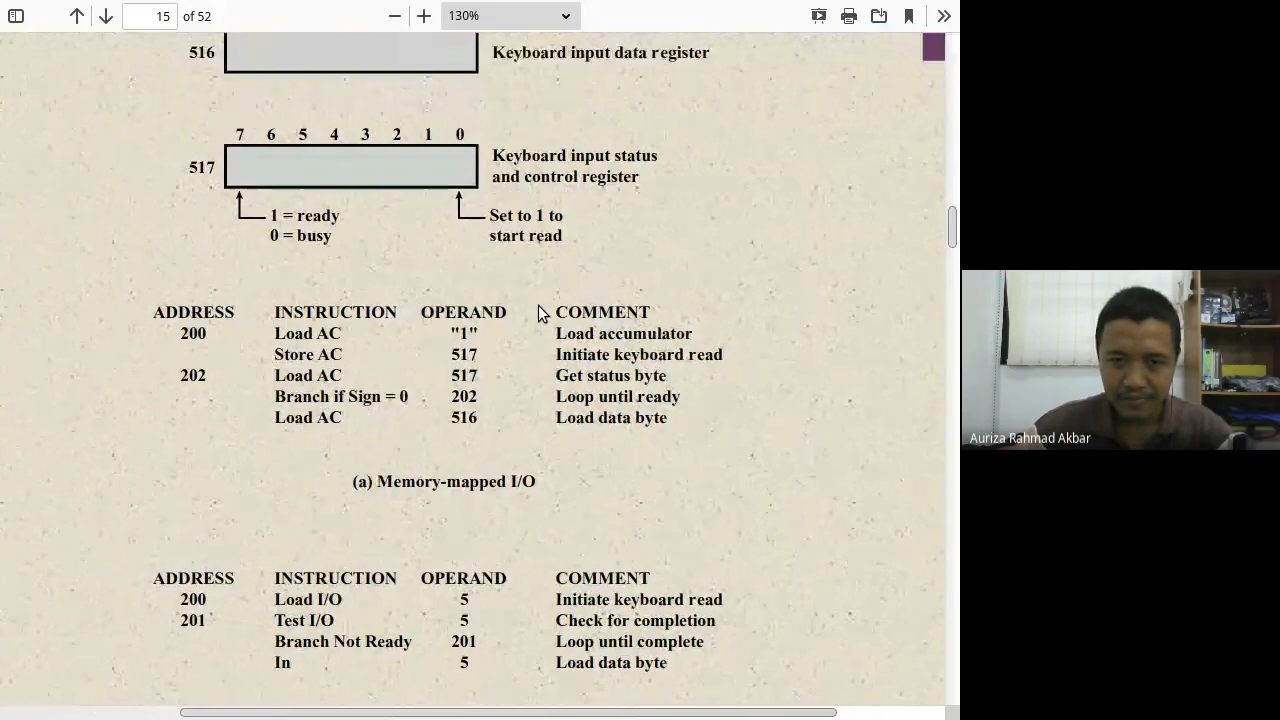 15 of 52
130%
516 Keyboard input data register
7 6 5 4 3 2 1 0
517 Keyboard input status
and control register
1 = ready Set to 1 to
0 = busy start read
ADDRESS INSTRUCTION OPERAND COMMENT
200 Load AC "1" Load accumulator
Store AC 517 Initiate keyboard read
202 Load AC 517 Get status byte
Branch if Sign = 0 202 Loop until ready
Load AC 516 Load data byte
(a) Memory-mapped I/O
ADDRESS INSTRUCTION OPERAND COMMENT
200 Load I/O 5 Initiate keyboard read
201 Test I/O 5 Check for completion
Branch Not Ready 201 Loop until complete
In 5 Load data byte
Auriza Rahmad Akbar